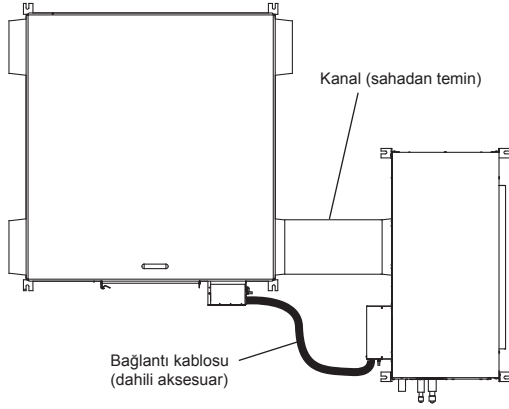 Kanal (sahadan temin)
Bağlantı kablosu
(dahili aksesuar)